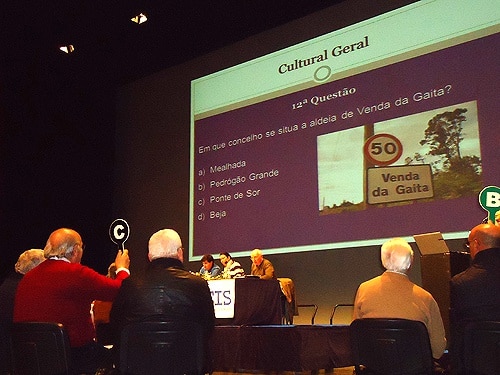 Cultural Geral
12ª Questão
Em que concelho se situa a aldeia de Venda da Gaita?
a) Mealhada
b) Pedrógão Grande
c) Ponte de Sor
d) Beja
50
Venda
da Gaita
C
B